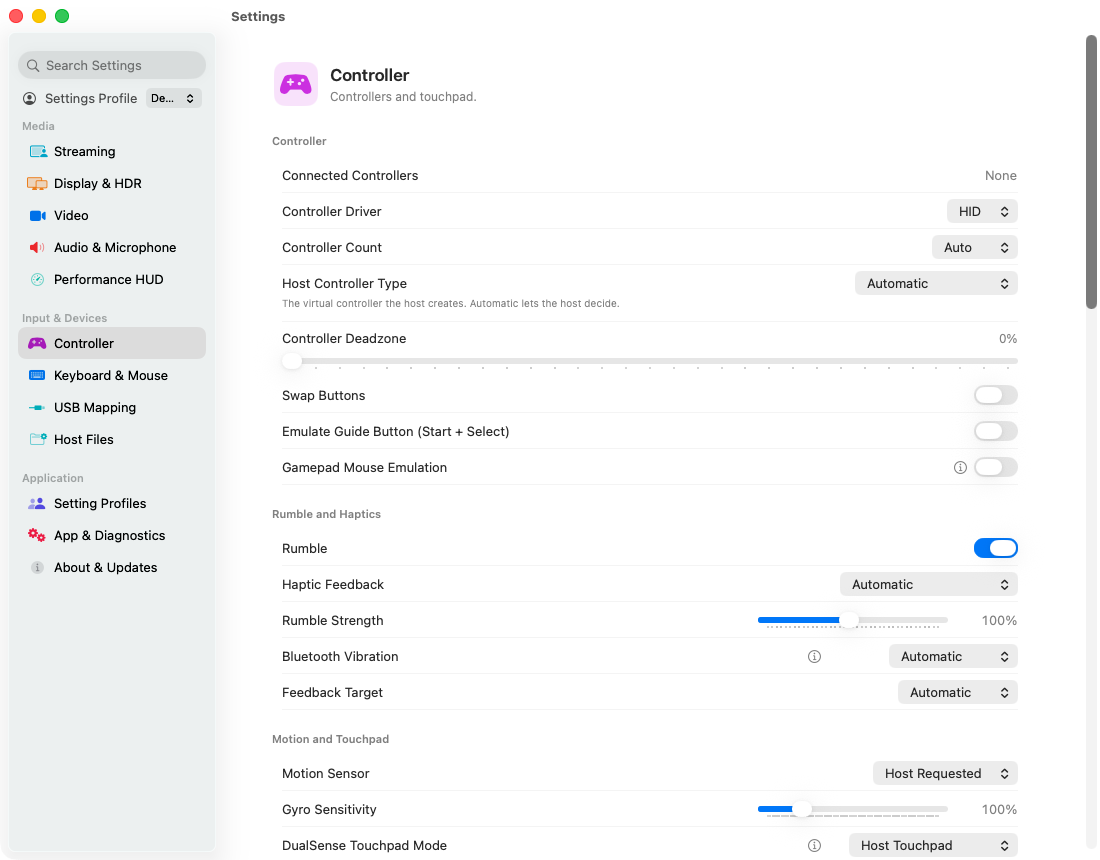 Settings
Search Settings
Settings Profile De...
Media
Streaming
Display & HDR
Video
Audio & Microphone
Performance HUD
Input & Devices
Controller
Keyboard & Mouse
USB Mapping
Host Files
Application
Setting Profiles
App & Diagnostics
About & Updates
Controller
Controllers and touchpad.
Controller
Connected Controllers None
Controller Driver HID
Controller Count Auto
Host Controller Type Automatic
The virtual controller the host creates. Automatic lets the host decide.
Controller Deadzone 0%
Swap Buttons
Emulate Guide Button (Start + Select)
Gamepad Mouse Emulation
Rumble and Haptics
Rumble
Haptic Feedback Automatic
Rumble Strength 100%
Bluetooth Vibration Automatic
Feedback Target Automatic
Motion and Touchpad
Motion Sensor Host Requested
Gyro Sensitivity 100%
DualSense Touchpad Mode Host Touchpad